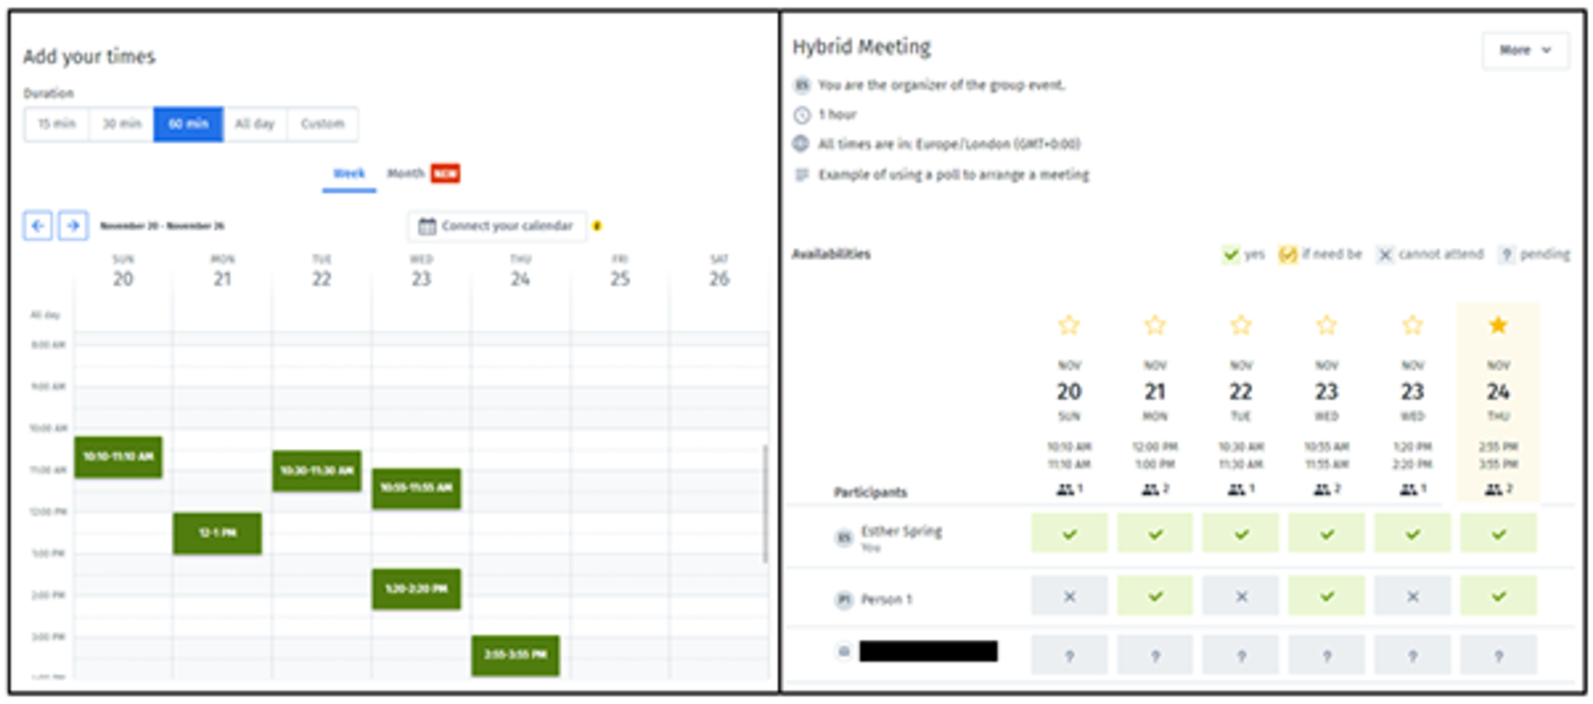 Add your times
Duration
15 min 30 min 60 min All day Custom
Week Month NEW
November 20 - November 26 Connect your calendar
SUN MON TUE WED THU FRI SAT
20 21 22 23 24 25 26
All day
8:00 AM
9:00 AM
10:00 AM
10:10-11:10 AM
11:00 AM
10:30-11:30 AM
10:55-11:55 AM
12:00 PM
12-1 PM
1:00 PM
1:20-2:20 PM
2:00 PM
3:00 PM
2:55-3:55 PM
Hybrid Meeting
More
ES You are the organizer of the group event.
1 hour
All times are in: Europe/London (GMT+0:00)
Example of using a poll to arrange a meeting
Availabilities yes if need be cannot attend ? pending
NOV NOV NOV NOV NOV NOV
20 21 22 23 23 24
SUN MON TUE WED WED THU
10:10 AM 12:00 PM 10:30 AM 10:55 AM 1:20 PM 2:55 PM
11:10 AM 1:00 PM 11:30 AM 11:55 AM 2:20 PM 3:55 PM
Participants 1 2 1 2 1 2
ES Esther Spring
You
P1 Person 1
? ? ? ? ? ?